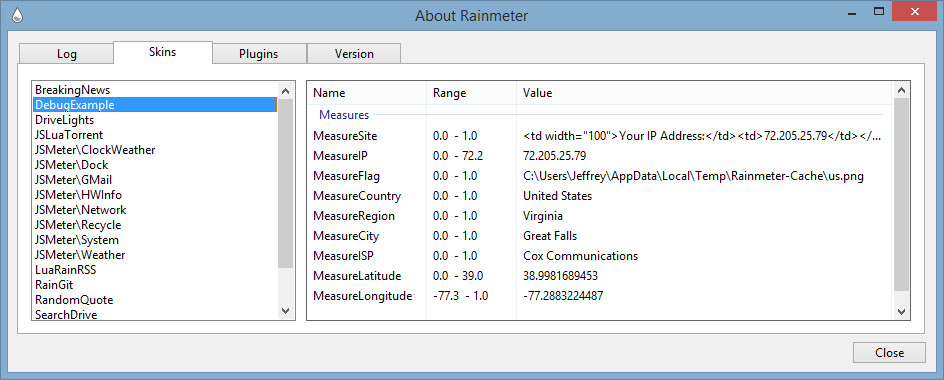 About Rainmeter
Log Skins Plugins Version
BreakingNews
DebugExample
DriveLights
JSLuaTorrent
JSMeter\ClockWeather
JSMeter\Dock
JSMeter\GMail
JSMeter\HWInfo
JSMeter\Network
JSMeter\Recycle
JSMeter\System
JSMeter\Weather
LuaRainRSS
RainGit
RandomQuote
SearchDrive
Name Range Value
Measures
MeasureSite 0.0 - 1.0 <td width="100">Your IP Address:</td><td>72.205.25.79</td></...
MeasureIP 0.0 - 72.2 72.205.25.79
MeasureFlag 0.0 - 1.0 C:\Users\Jeffrey\AppData\Local\Temp\Rainmeter-Cache\us.png
MeasureCountry 0.0 - 1.0 United States
MeasureRegion 0.0 - 1.0 Virginia
MeasureCity 0.0 - 1.0 Great Falls
MeasureISP 0.0 - 1.0 Cox Communications
MeasureLatitude 0.0 - 39.0 38.9981689453
MeasureLongitude -77.3 - 1.0 -77.2883224487
Close